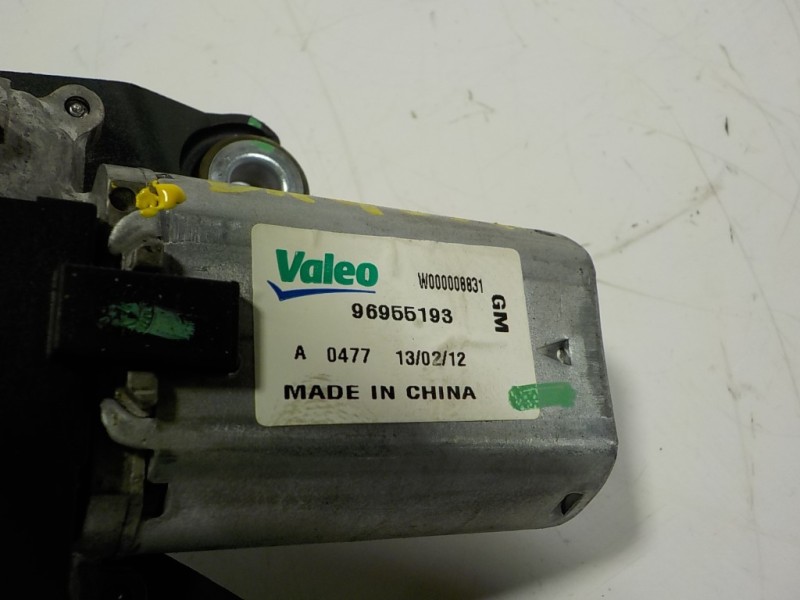 Valeo W000008831
96955193
GM
A 0477 13/02/12
MADE IN CHINA